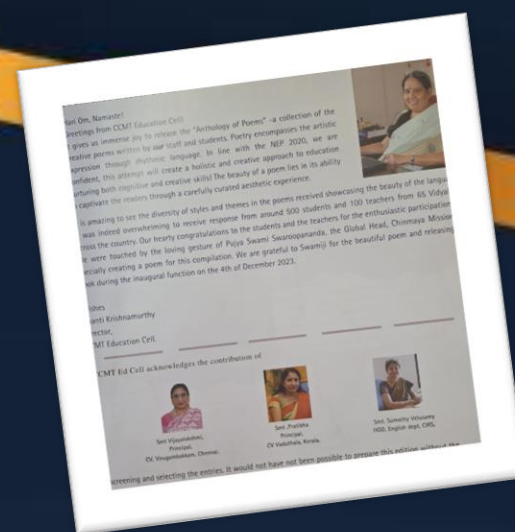 Hari Om, Namaste!
Greetings from CCMT Education Cell
It gives us immense joy to release the "Anthology of Poems" -a collection of the
creative poems written by our staff and students. Poetry encompasses the artistic
expression through rhythmic language. In line with the NEP 2020, we are
confident, this attempt will create a holistic and creative approach to education
nurturing both cognitive and creative skills! The beauty of a poem lies in its ability
captivate the readers through a carefully curated aesthetic experience.
is amazing to see the diversity of styles and themes in the poems received showcasing the beauty of the
was indeed overwhelming to receive response from around 500 students and 100 teachers from 65
across the country. Our hearty congratulations to the students and the teachers for the enthusiastic participation
were touched by the loving gesture of Pujya Swami Swaroopananda, the Global Head, Chinmaya Mission
specially creating a poem for this compilation. We are grateful to Swamiji for the beautiful poem and releasing
during the inaugural function on the 4th of December 2023.
Krishnamurthy
CCMT Education Cell.
CCMT Ed Cell acknowledges the contribution of
Smt Vijayalakshmi,
Principal,
CV, Virugambakkam, Chennai.
Smt .Pratibha
Principal,
CV Vaduthala, Kerala.
Smt. Sumathy
HOD, English dept, CIRS,
screening and selecting the entries. It would not have not been possible to prepare this edition without the